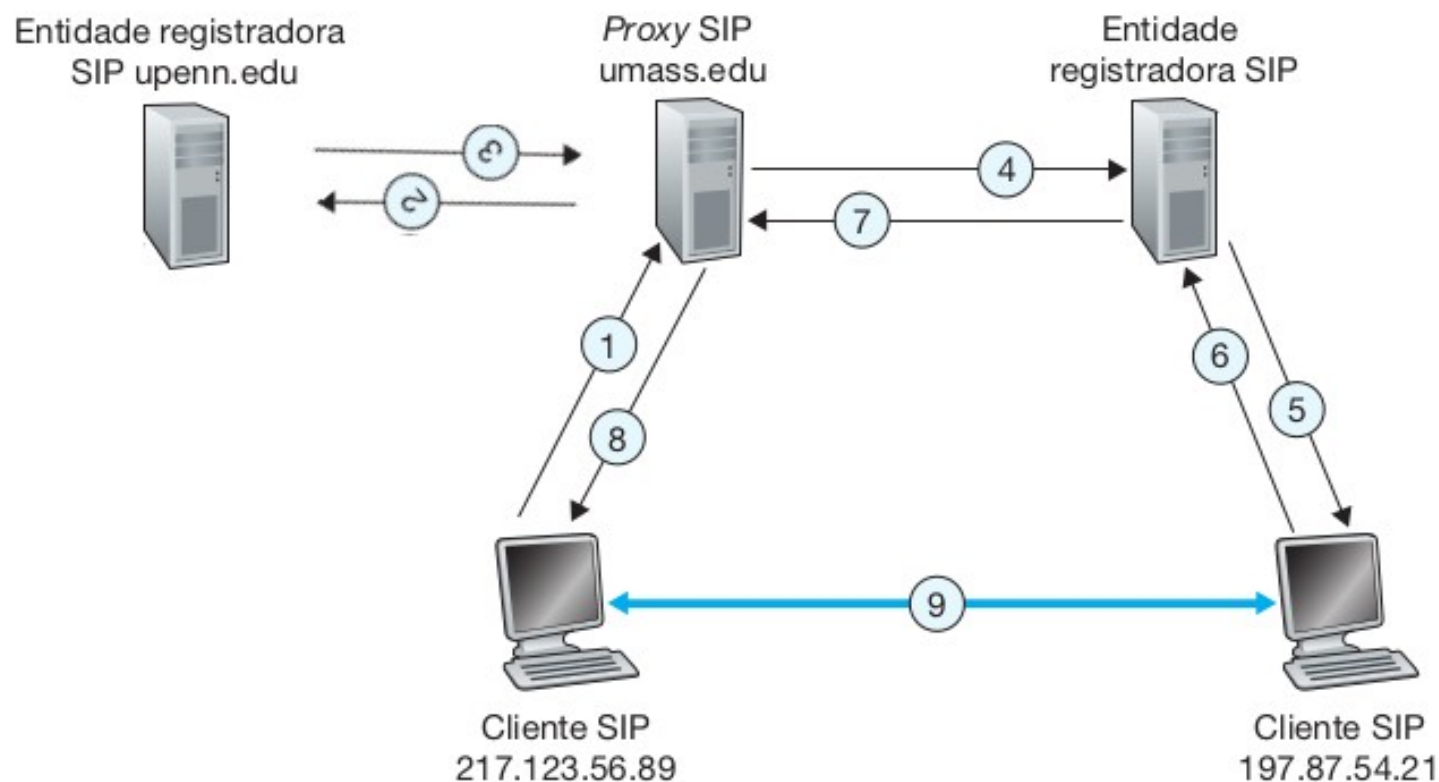 Entidade registradora
SIP upenn.edu
Proxy SIP
umass.edu
Entidade
registradora SIP
3
2
4
7
1
8
6
5
9
Cliente SIP
217.123.56.89
Cliente SIP
197.87.54.21